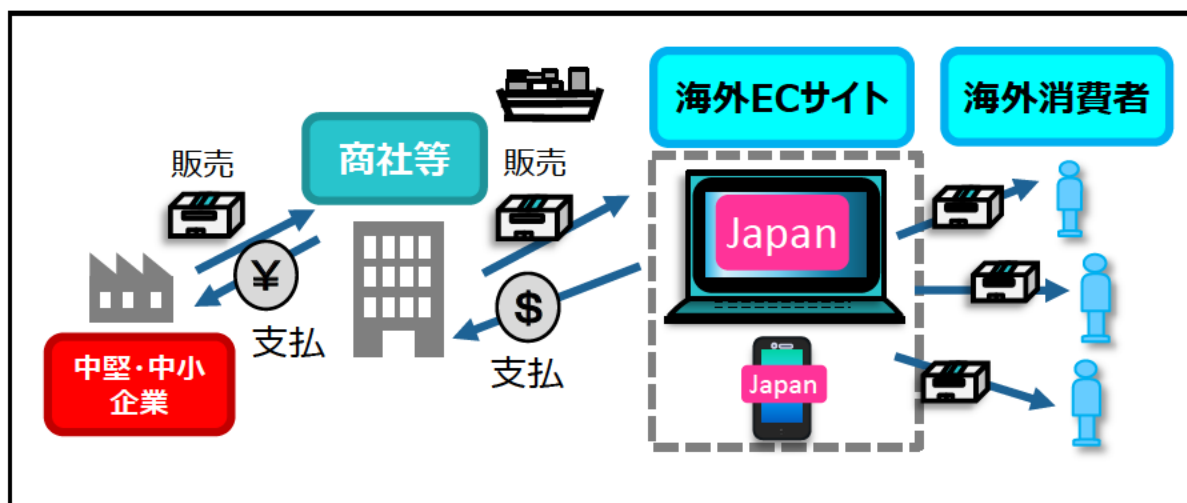 海外ECサイト
海外消費者
商社等
販売
販売
Japan
¥
$
支払
支払
Japan
中堅・中小
企業